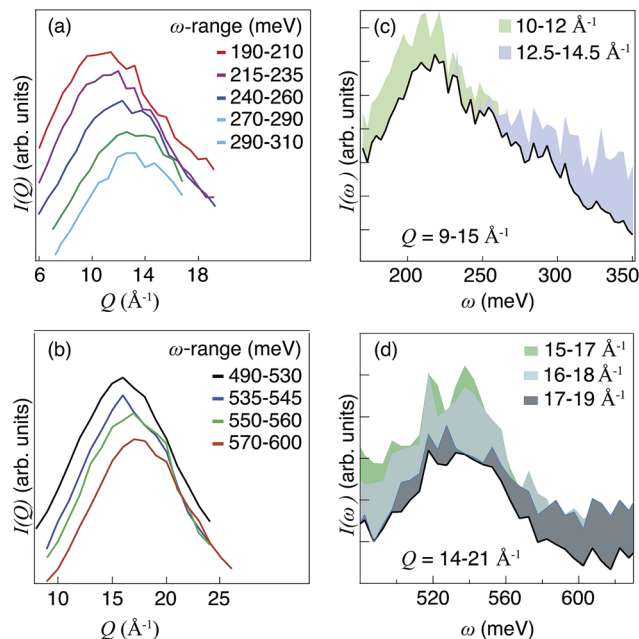 (a)
ω-range (meV)
190-210
215-235
240-260
270-290
290-310
I(Q) (arb. units)
6 10 14 18
Q (Å-1)
(c)
10-12 Å-1
12.5-14.5 Å-1
I(ω) (arb. units)
Q = 9-15 Å-1
200 250 300 350
ω (meV)
(b)
ω-range (meV)
490-530
535-545
550-560
570-600
I(Q) (arb. units)
10 15 20 25
Q (Å-1)
(d)
15-17 Å-1
16-18 Å-1
17-19 Å-1
I(ω) (arb. units)
Q = 14-21 Å-1
520 560 600
ω (meV)